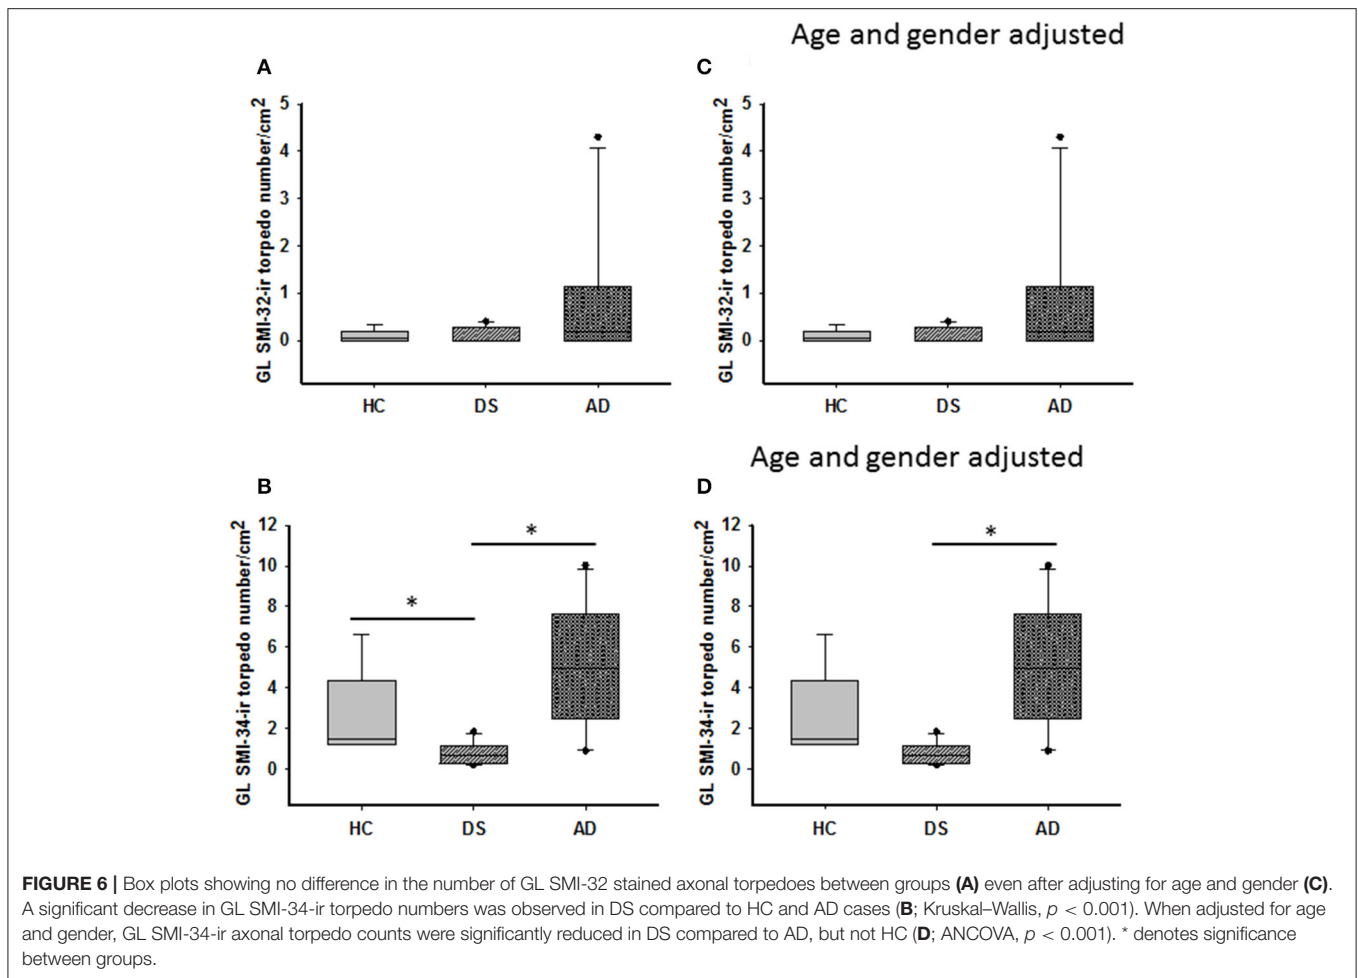 Age and gender adjusted
A
GL SMI-32-ir torpedo number/cm2
5
4
3
2
1
0
HC DS AD
C
GL SMI-32-ir torpedo number/cm2
5
4
3
2
1
0
HC DS AD
Age and gender adjusted
B
GL SMI-34-ir torpedo number/cm2
12
10
8
6
4
2
0
*
*
HC DS AD
D
GL SMI-34-ir torpedo number/cm2
12
10
8
6
4
2
0
*
HC DS AD
FIGURE 6 | Box plots showing no difference in the number of GL SMI-32 stained axonal torpedoes between groups (A) even after adjusting for age and gender (C).
A significant decrease in GL SMI-34-ir torpedo numbers was observed in DS compared to HC and AD cases (B; Kruskal–Wallis, p < 0.001). When adjusted for age
and gender, GL SMI-34-ir axonal torpedo counts were significantly reduced in DS compared to AD, but not HC (D; ANCOVA, p < 0.001). * denotes significance
between groups.